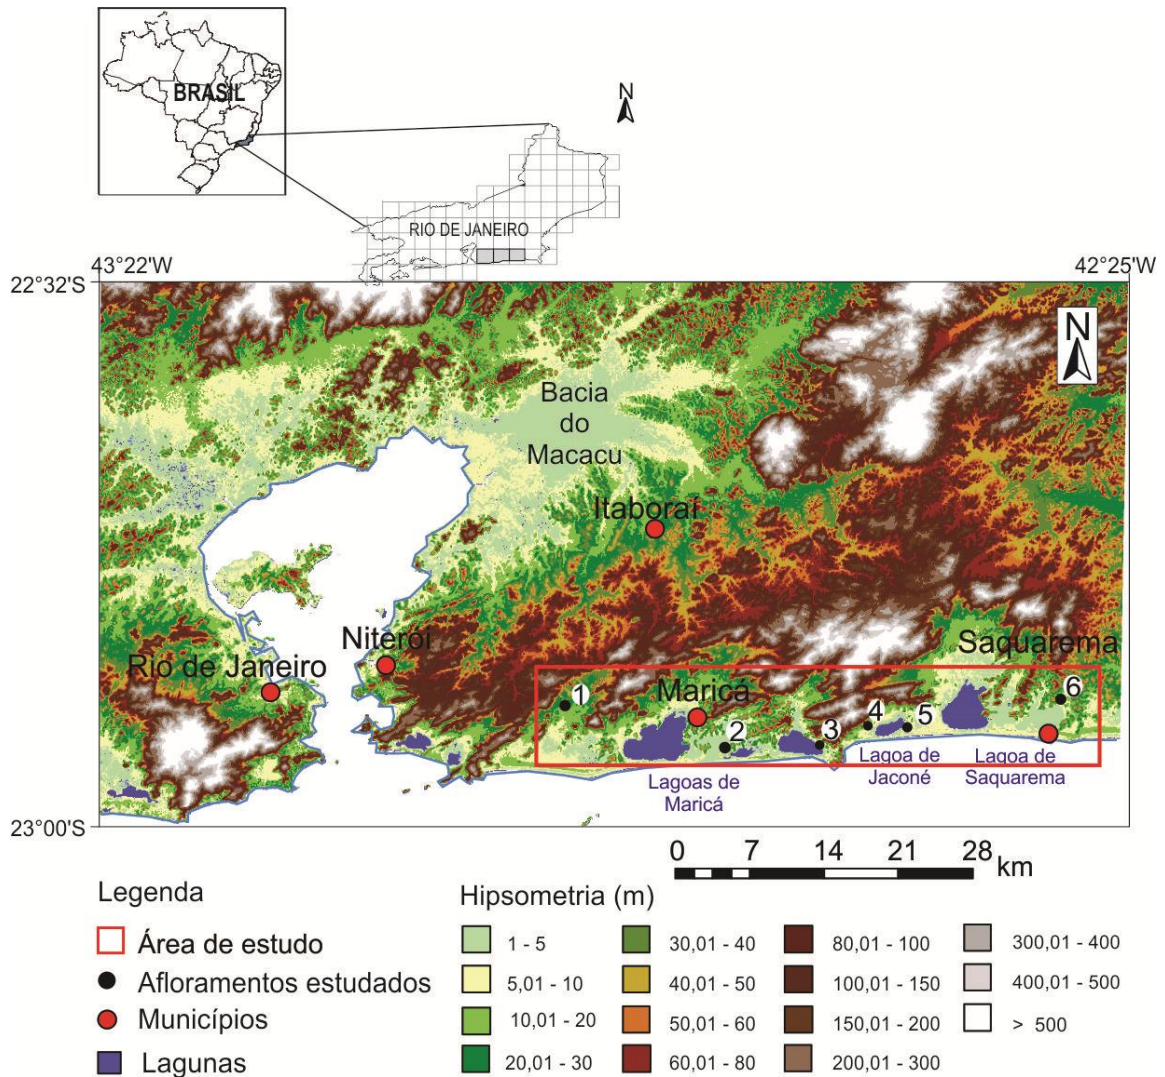 BRASIL
N
RIO DE JANEIRO
43°22'W
42°25'W
22°32'S
N
Bacia
do
Macacu
Itaboraí
Niterói
Saquarema
Rio de Janeiro
Maricá
1
2
3
4
5
6
Lagoas de
Maricá
Lagoa de
Jaconé
Lagoa de
Saquarema
23°00'S
0 7 14 21 28
km
Legenda
Área de estudo
Afloramentos estudados
Municípios
Lagunas
Hipsometria (m)
1 - 5
5,01 - 10
10,01 - 20
20,01 - 30
30,01 - 40
40,01 - 50
50,01 - 60
60,01 - 80
80,01 - 100
100,01 - 150
150,01 - 200
200,01 - 300
300,01 - 400
400,01 - 500
> 500